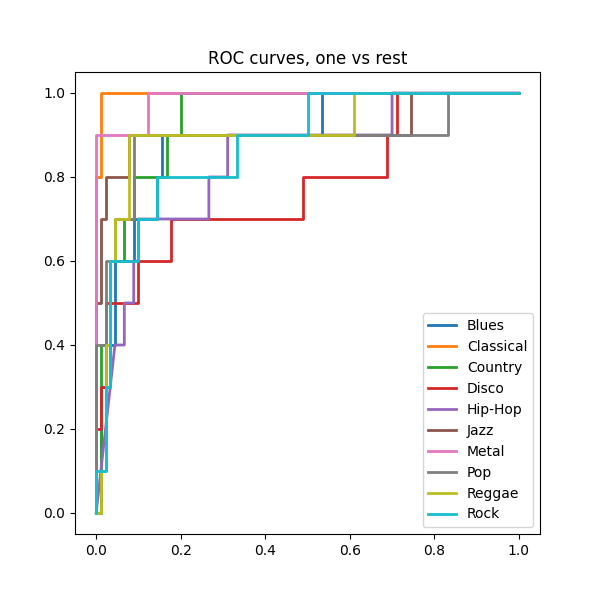 ROC curves, one vs rest
1.0
0.8
0.6
0.4
0.2
0.0
0.0 0.2 0.4 0.6 0.8 1.0
Blues
Classical
Country
Disco
Hip-Hop
Jazz
Metal
Pop
Reggae
Rock